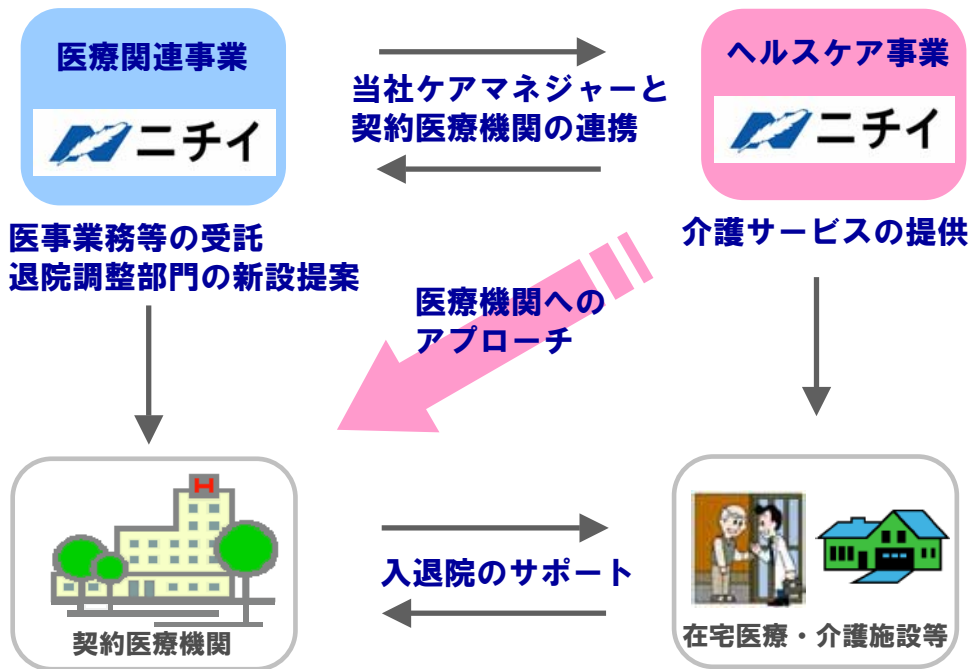 医療関連事業
ニチイ
ヘルスケア事業
ニチイ
当社ケアマネジャーと
契約医療機関の連携
医事業務等の受託
退院調整部門の新設提案
介護サービスの提供
医療機関への
アプローチ
H
契約医療機関
入退院のサポート
在宅医療・介護施設等